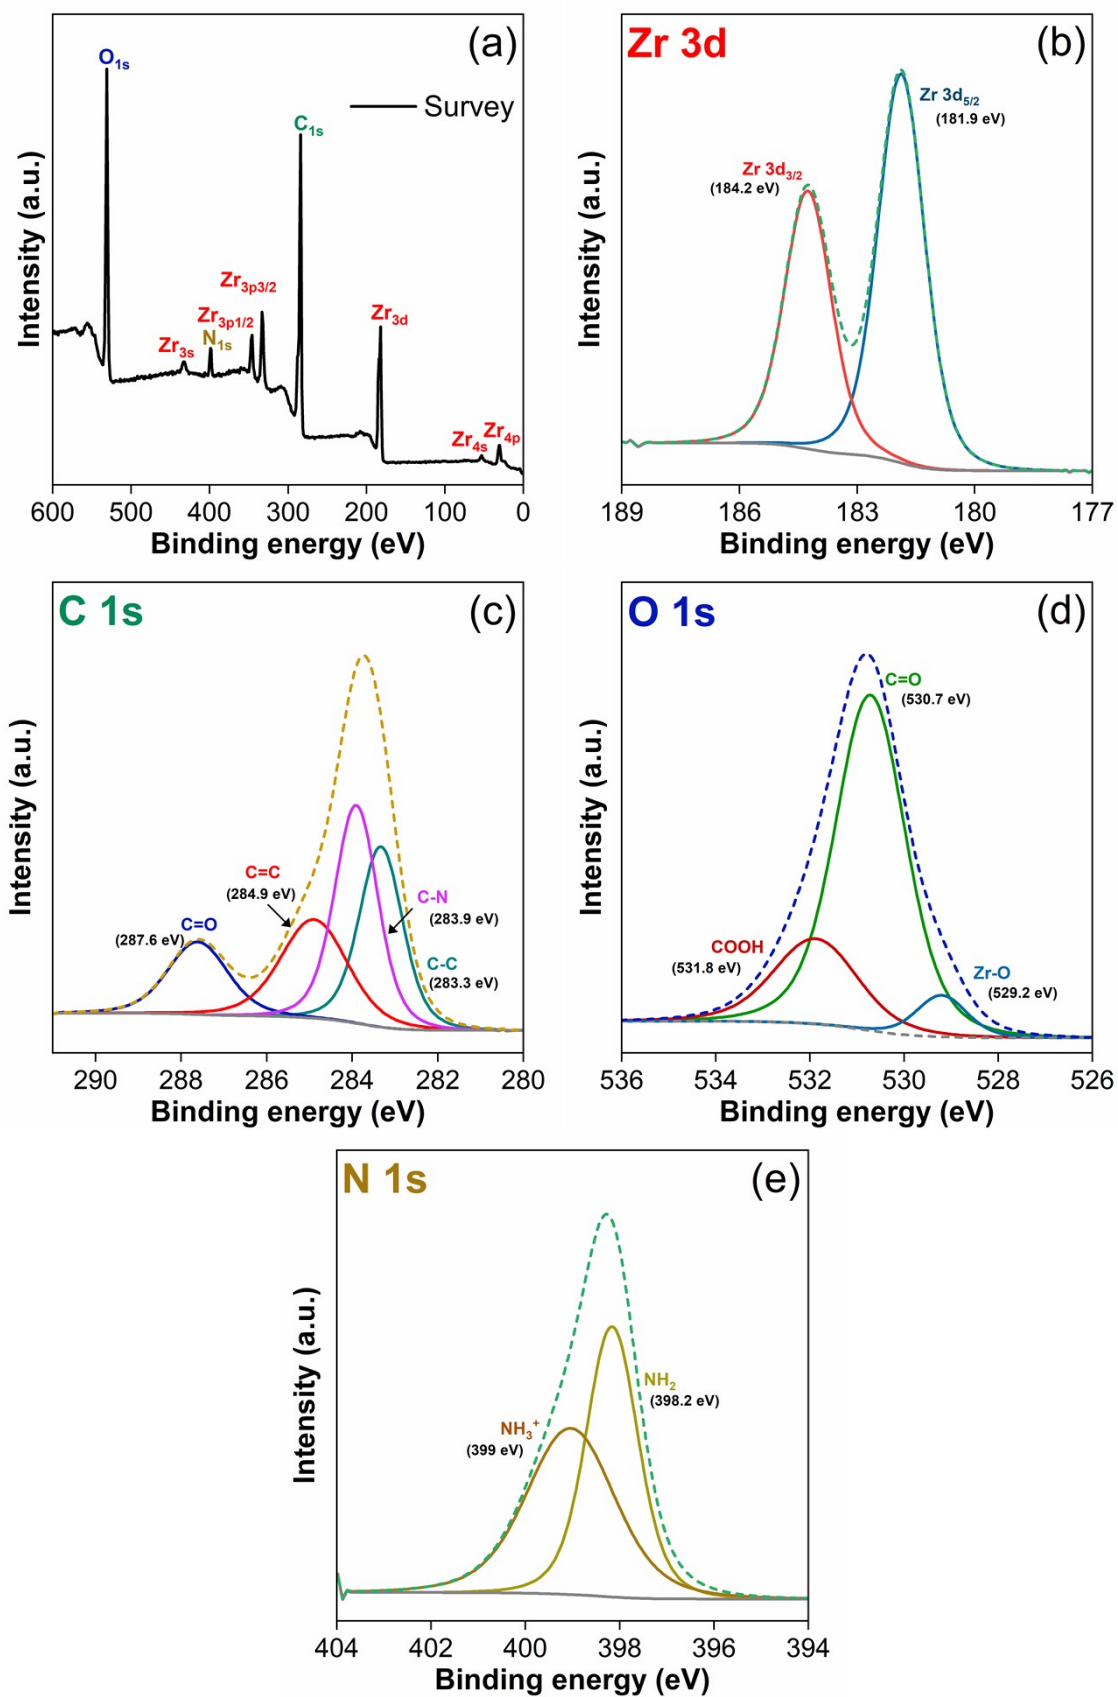 (a)
O1s
C1s
Survey
Zr3p3/2
Zr3p1/2
N1s
Zr3s
Zr3d
Zr4s
Zr4p
Intensity (a.u.)
600 500 400 300 200 100 0
Binding energy (eV)
Zr 3d
(b)
Zr 3d5/2
(181.9 eV)
Zr 3d3/2
(184.2 eV)
Intensity (a.u.)
189 186 183 180 177
Binding energy (eV)
C 1s
(c)
C=C
(284.9 eV)
C=O
(287.6 eV)
C-N
(283.9 eV)
C-C
(283.3 eV)
Intensity (a.u.)
290 288 286 284 282 280
Binding energy (eV)
O 1s
(d)
C=O
(530.7 eV)
COOH
(531.8 eV)
Zr-O
(529.2 eV)
Intensity (a.u.)
536 534 532 530 528 526
Binding energy (eV)
N 1s
(e)
NH2
(398.2 eV)
NH3+
(399 eV)
Intensity (a.u.)
404 402 400 398 396 394
Binding energy (eV)